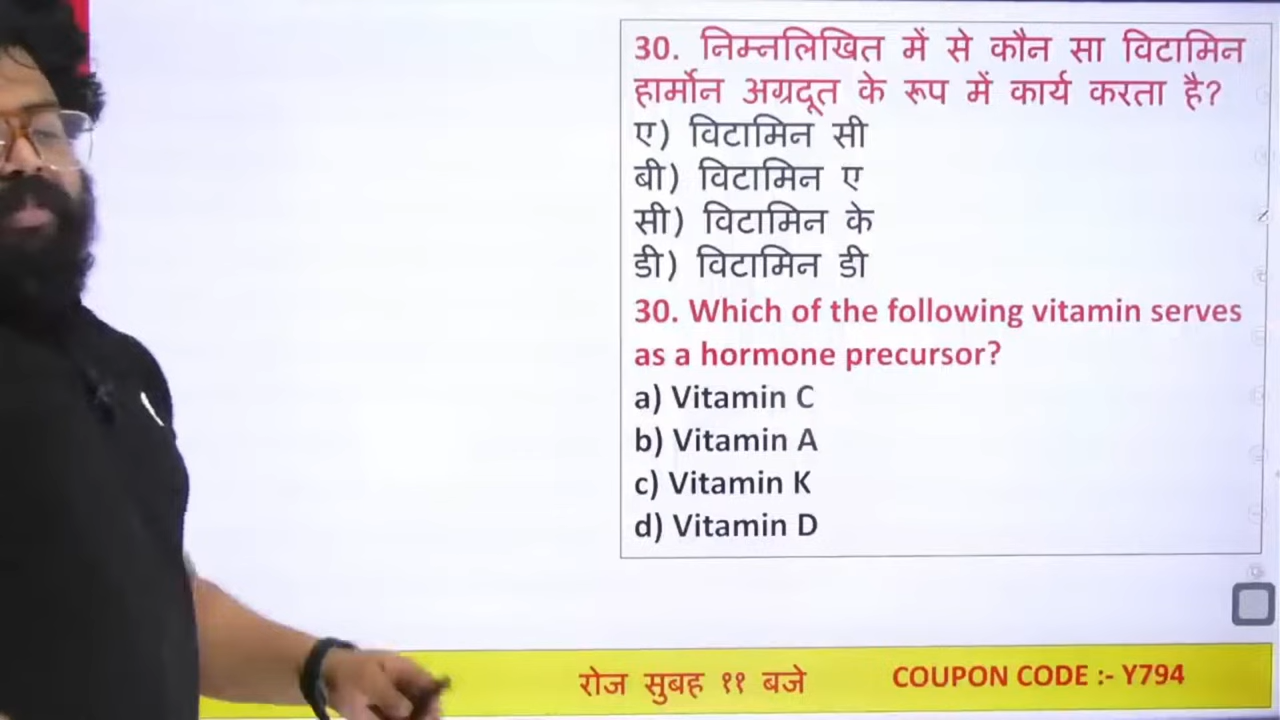 30. निम्नलिखित में से कौन सा विटामिन
हार्मोन अग्रदूत के रूप में कार्य करता है?
ए) विटामिन सी
बी) विटामिन ए
सी) विटामिन के
डी) विटामिन डी
30. Which of the following vitamin serves
as a hormone precursor?
a) Vitamin C
b) Vitamin A
c) Vitamin K
d) Vitamin D
रोज सुबह ११ बजे
COUPON CODE :- Y794